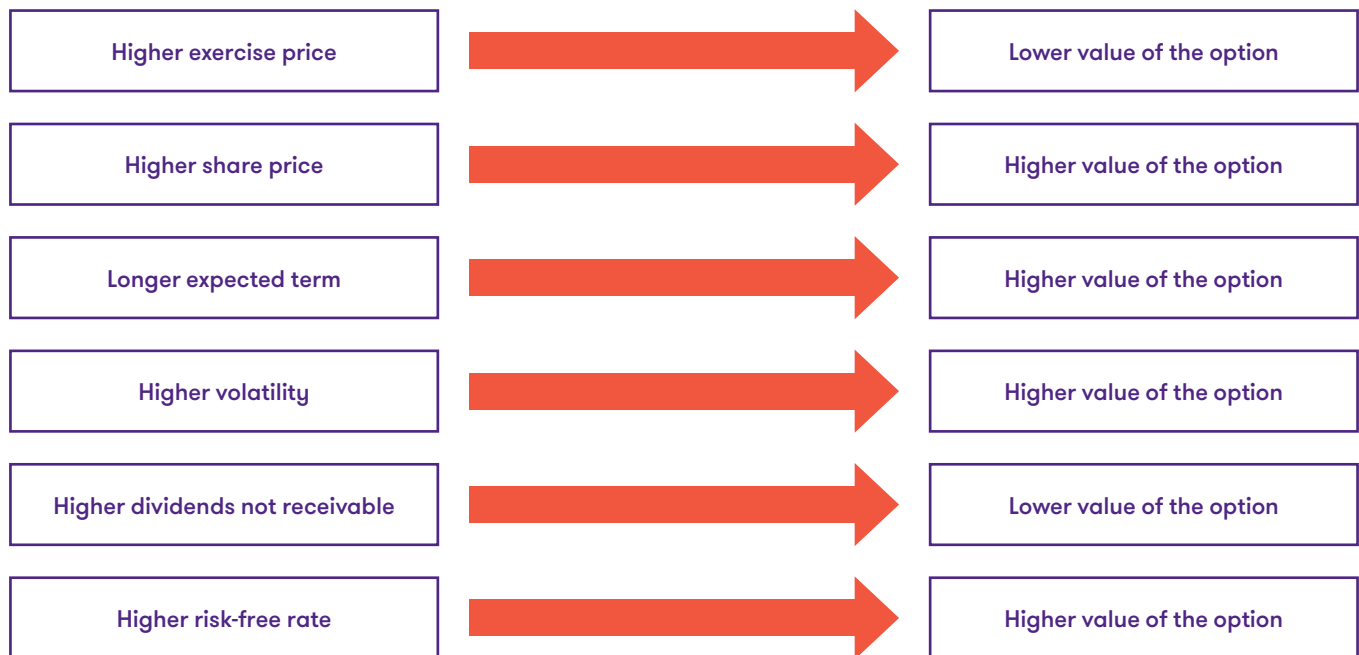 Higher exercise price
Lower value of the option
Higher share price
Higher value of the option
Longer expected term
Higher value of the option
Higher volatility
Higher value of the option
Higher dividends not receivable
Lower value of the option
Higher risk-free rate
Higher value of the option